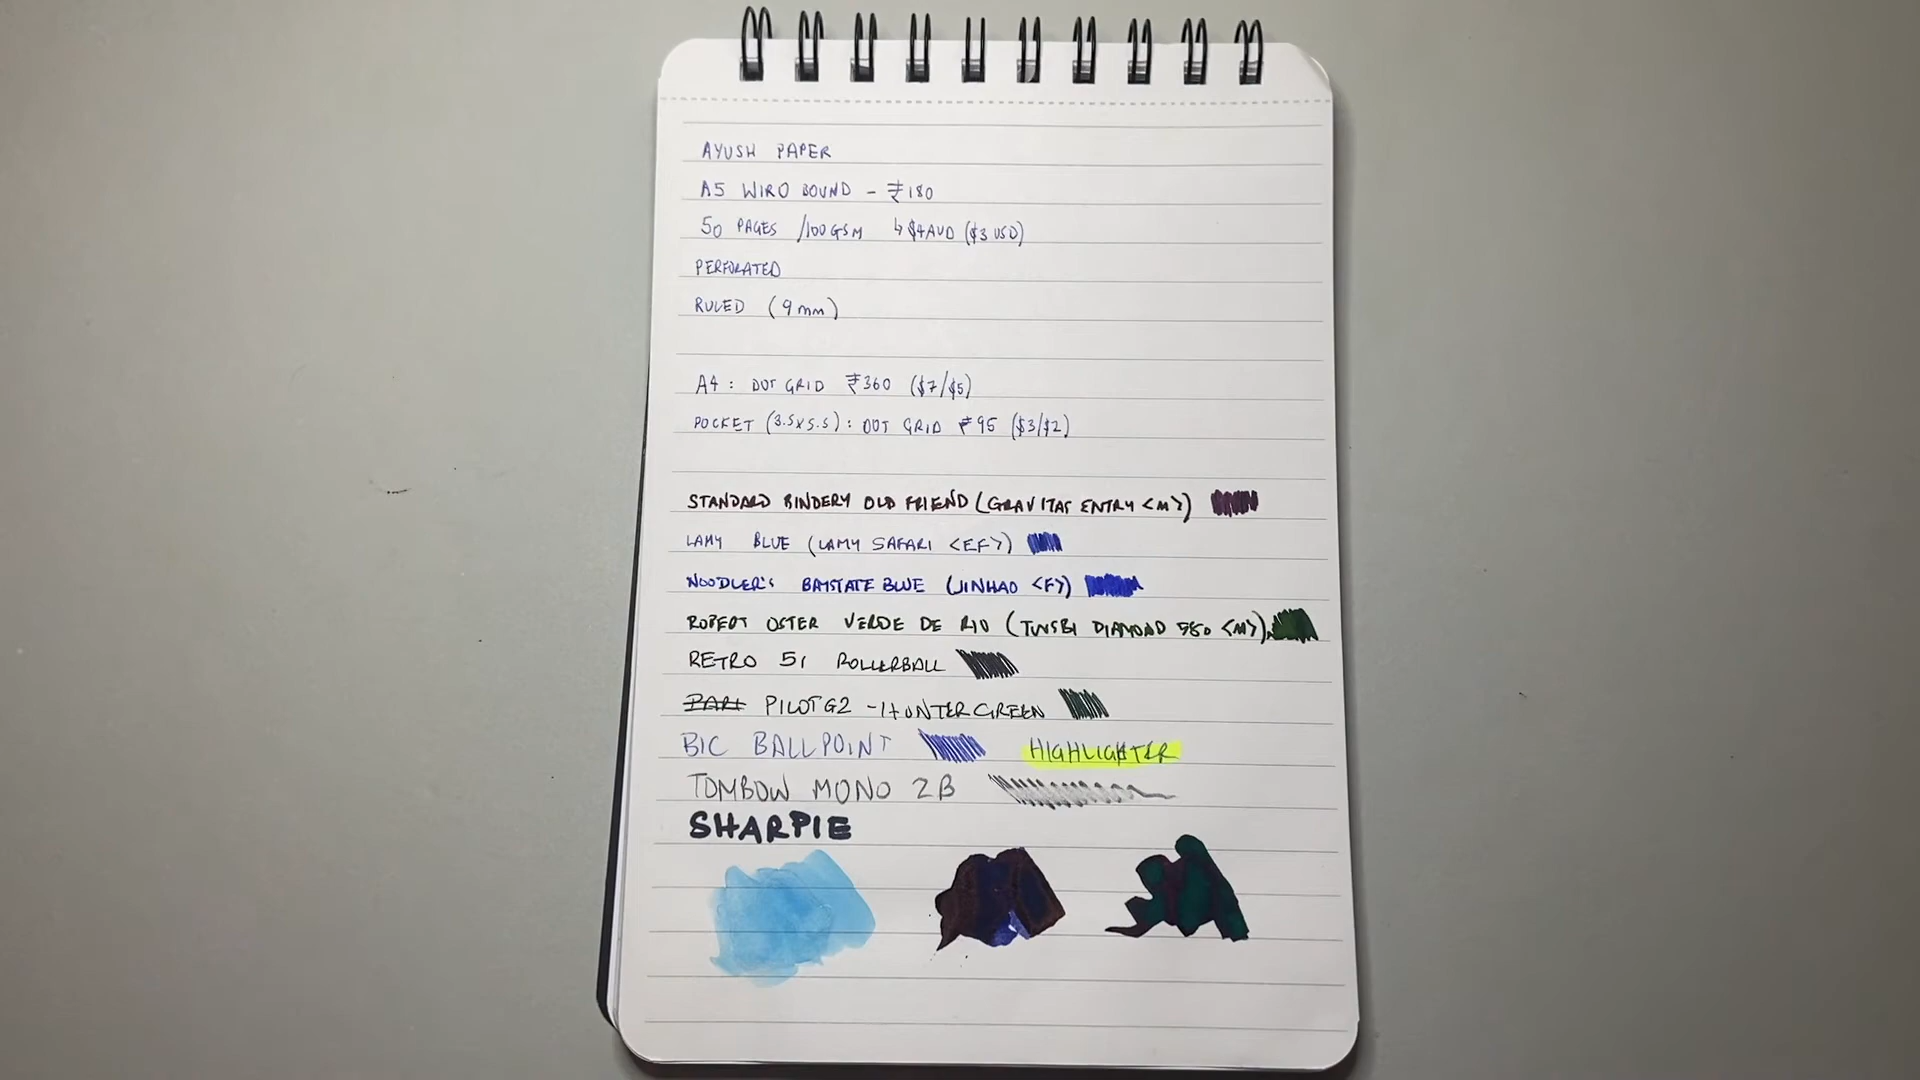 AYUSH PAPER
A5 WIRO BOUND - ₹180
50 PAGES /100GSM ↳$4AUD ($3 USD)
PERFORATED
RULED (9mm)
A4: DOT GRID ₹360 ($7/$5)
POCKET (3.5x5.5): DOT GRID ₹95 ($3/$2)
STANDARD BINDERY OLD FRIEND (GRAVITAS ENTRY <M>)
LAMY BLUE (LAMY SAFARI <EF>)
NOODLER'S BAYSTATE BLUE (JINHAO <F>)
ROBERT OSTER VERDE DE RIO (TWSBI DIAMOND 580 <M>)
RETRO 51 ROLLERBALL
PILOT G2 - HUNTER GREEN
BIC BALLPOINT HIGHLIGHTER
TOMBOW MONO 2B
SHARPIE